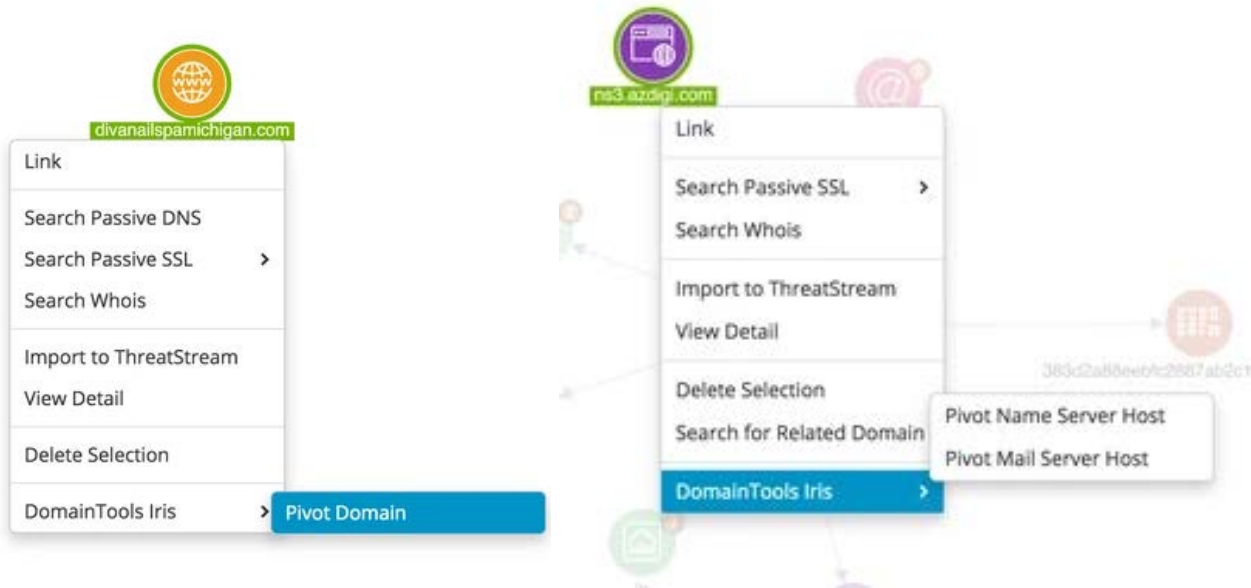 www
divanailspamichigan.com
Link
Search Passive DNS
Search Passive SSL
Search Whois
Import to ThreatStream
View Detail
Delete Selection
DomainTools Iris
Pivot Domain
ns3.azdigi.com
@
Link
Search Passive SSL
Search Whois
Import to ThreatStream
View Detail
Delete Selection
Search for Related Domain
DomainTools Iris
Pivot Name Server Host
Pivot Mail Server Host